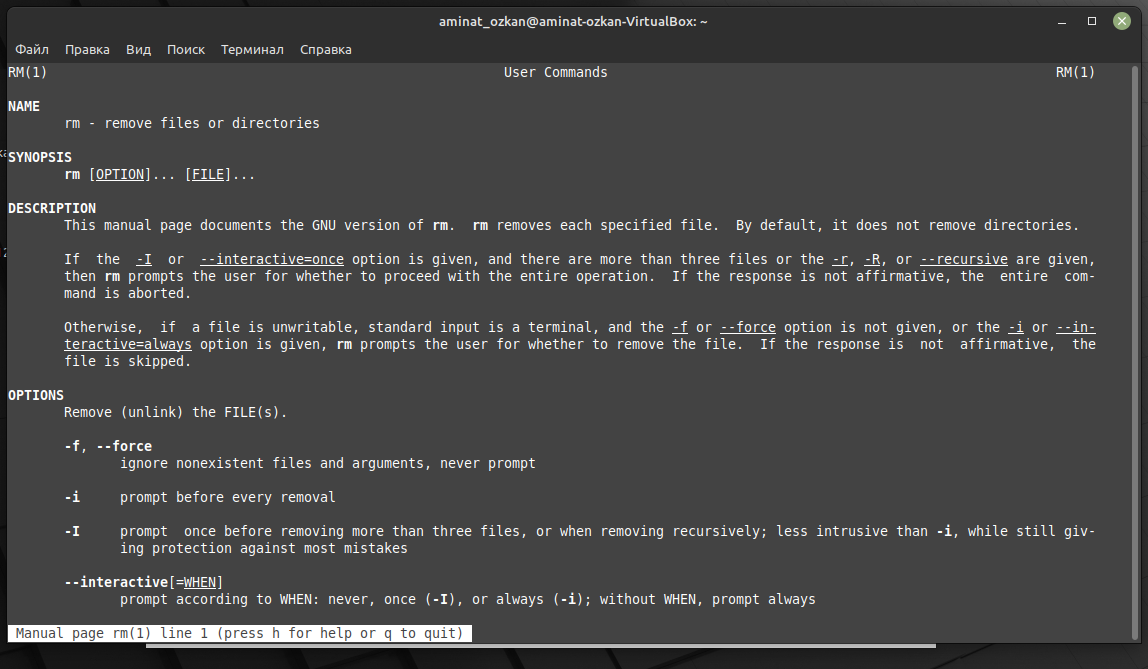 aminat_ozkan@aminat-ozkan-VirtualBox: ~
Файл Правка Вид Поиск Терминал Справка
RM(1) User Commands RM(1)
NAME
rm - remove files or directories
SYNOPSIS
rm [OPTION]... [FILE]...
DESCRIPTION
This manual page documents the GNU version of rm.  rm removes each specified file.  By default, it does not remove directories.
If  the  -I  or  --interactive=once option is given, and there are more than three files or the -r, -R, or --recursive are given,
then rm prompts the user for whether to proceed with the entire operation.  If the response is not affirmative, the  entire  com-
mand is aborted.
Otherwise,  if  a file is unwritable, standard input is a terminal, and the -f or --force option is not given, or the -i or --in-
teractive=always option is given, rm prompts the user for whether to remove the file.  If the response is  not  affirmative,  the
file is skipped.
OPTIONS
Remove (unlink) the FILE(s).
-f, --force
ignore nonexistent files and arguments, never prompt
-i     prompt before every removal
-I     prompt  once before removing more than three files, or when removing recursively; less intrusive than -i, while still giv-
ing protection against most mistakes
--interactive[=WHEN]
prompt according to WHEN: never, once (-I), or always (-i); without WHEN, prompt always
Manual page rm(1) line 1 (press h for help or q to quit)